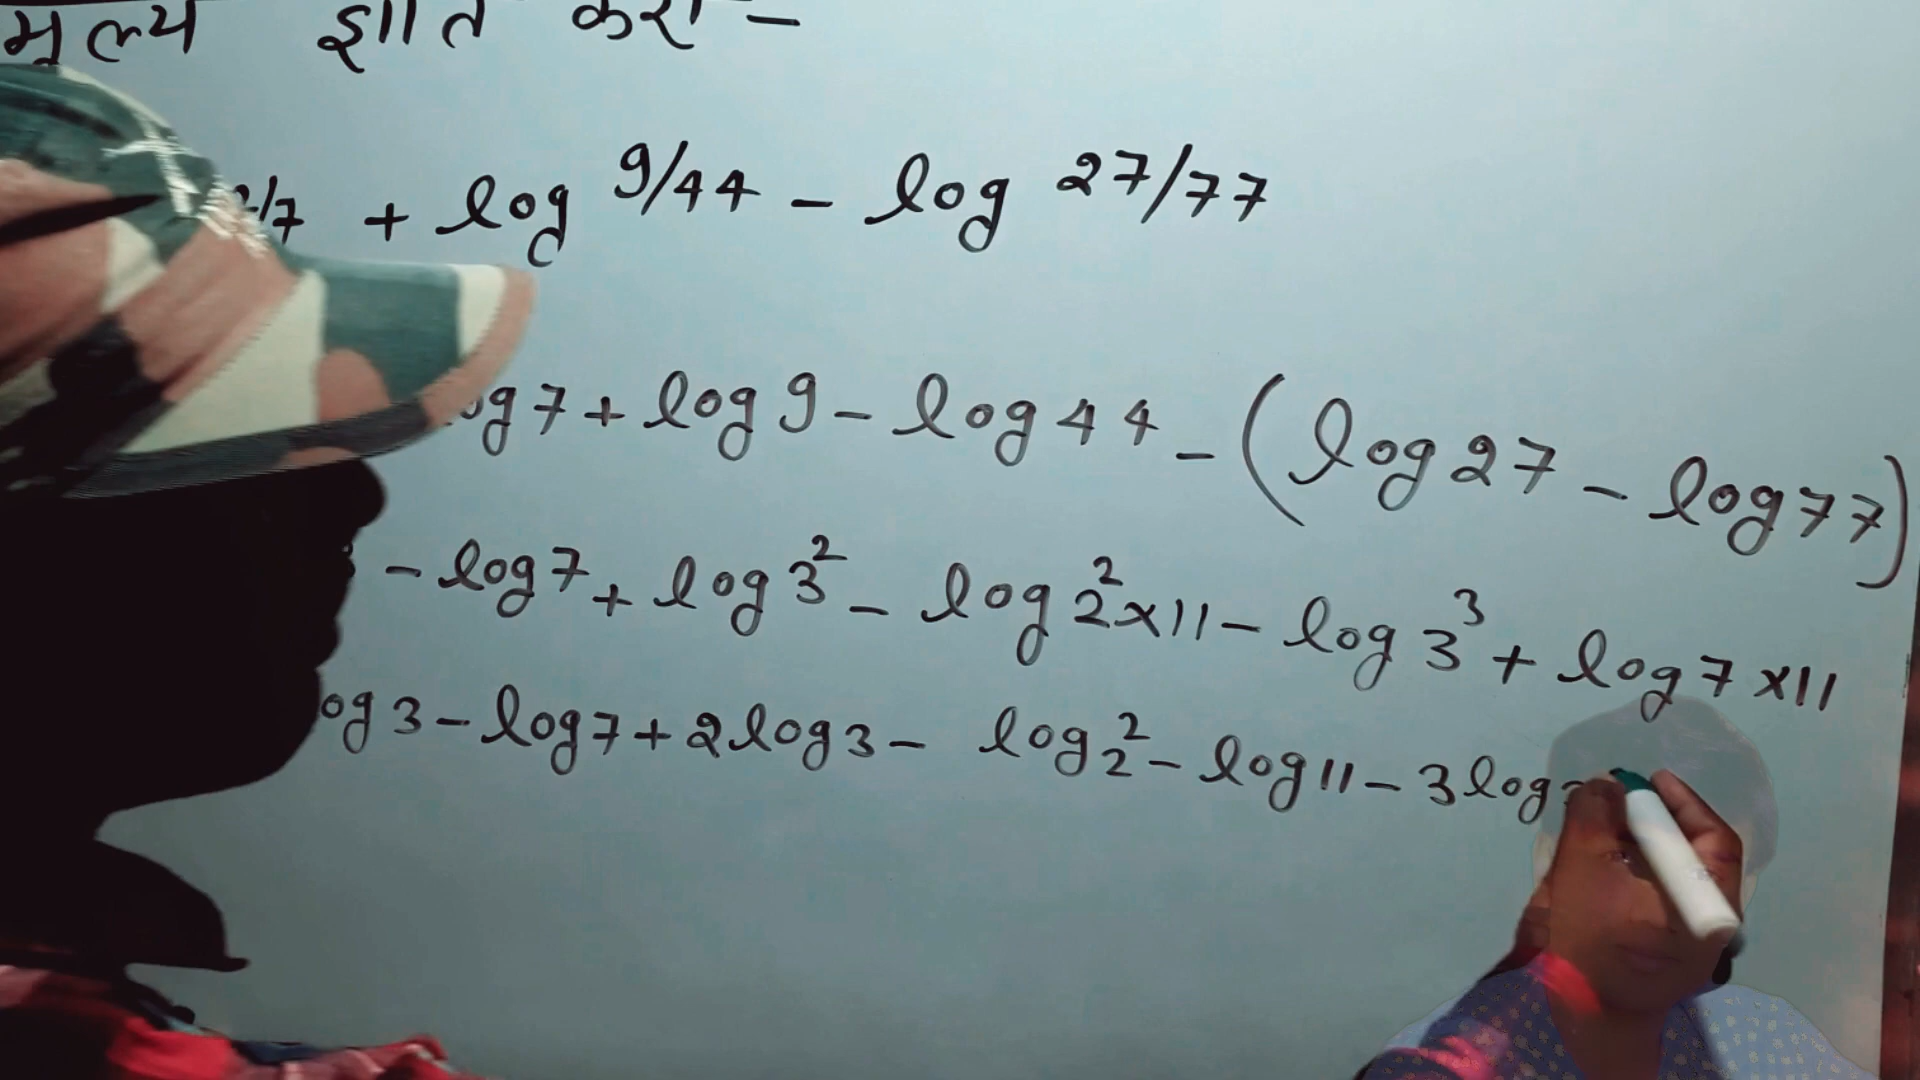 मूल्य ज्ञात करो -
/7 + log 9/44 - log 27/77
og 7 + log 9 - log 44 - (log 27 - log 77)
- log 7 + log 3² - log 2² x 11 - log 3³ + log 7 x 11
og 3 - log 7 + 2 log 3 - log 2² - log 11 - 3 log